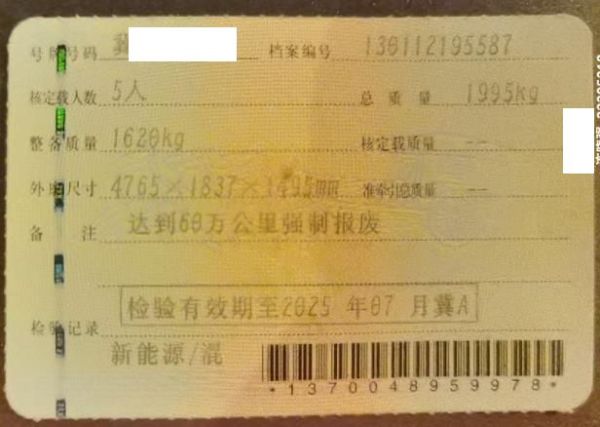 号牌号码 冀 档案编号 130112195587
核定载人数 5人 总质量 1995kg
整备质量 1620kg 核定载质量 --
外廓尺寸 4765×1837×1495mm 准牵引总质量 --
备注 达到60万公里强制报废
检验有效期至2025年07月冀A
检验记录
新能源/混
*1370048959978*